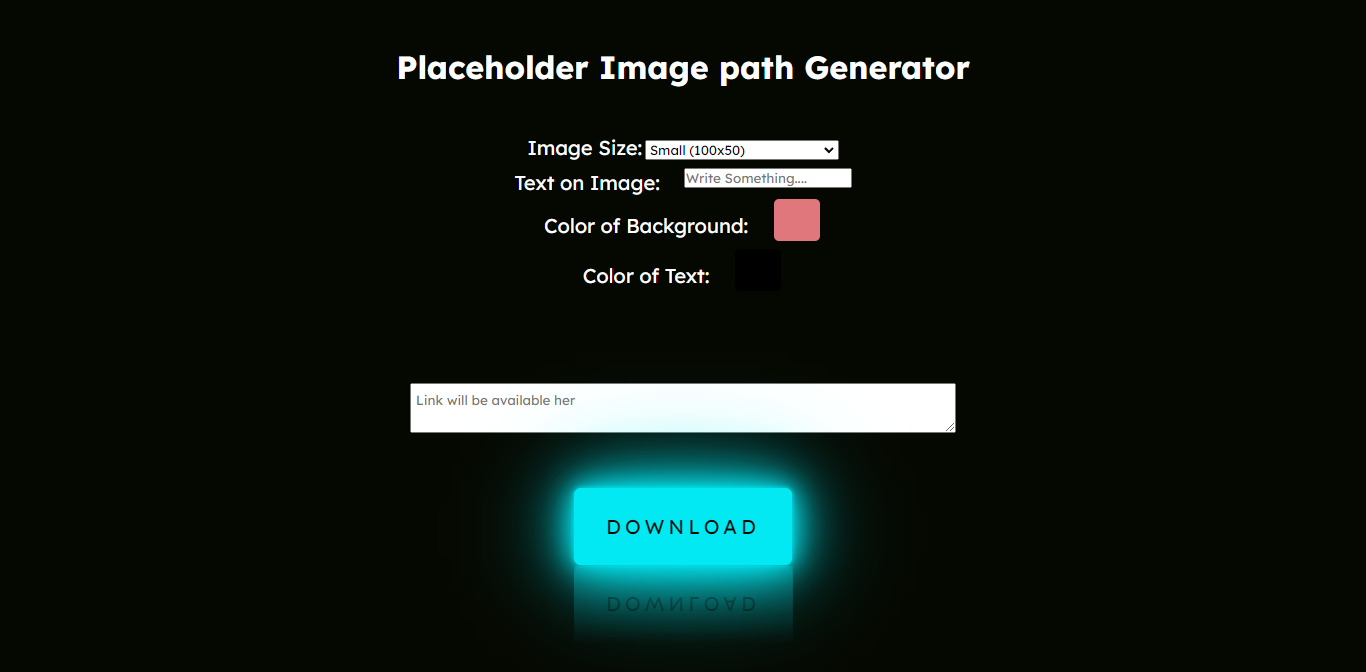 Placeholder Image path Generator
Image Size: Small (100x50)
Text on Image: Write Something....
Color of Background:
Color of Text:
Link will be available her
DOWNLOAD
DOWNLOAD